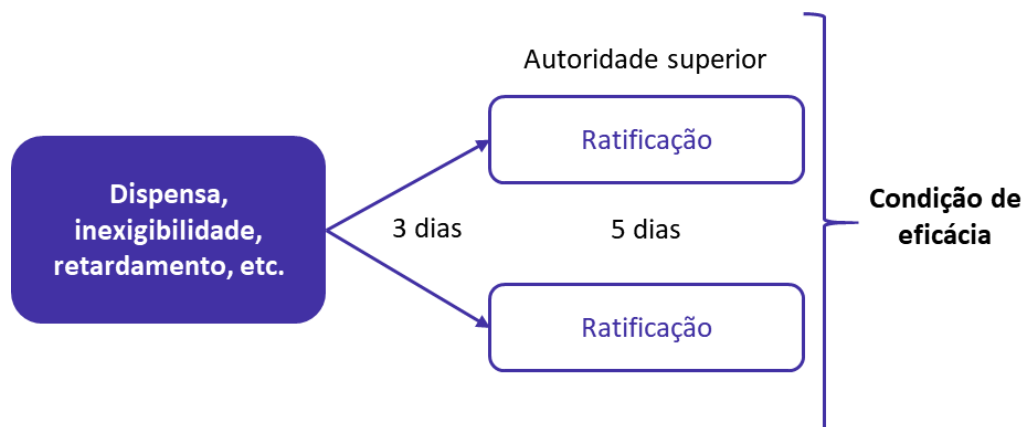 Dispensa,
inexigibilidade,
retardamento, etc.
3 dias
Autoridade superior
Ratificação
5 dias
Ratificação
Condição de
eficácia